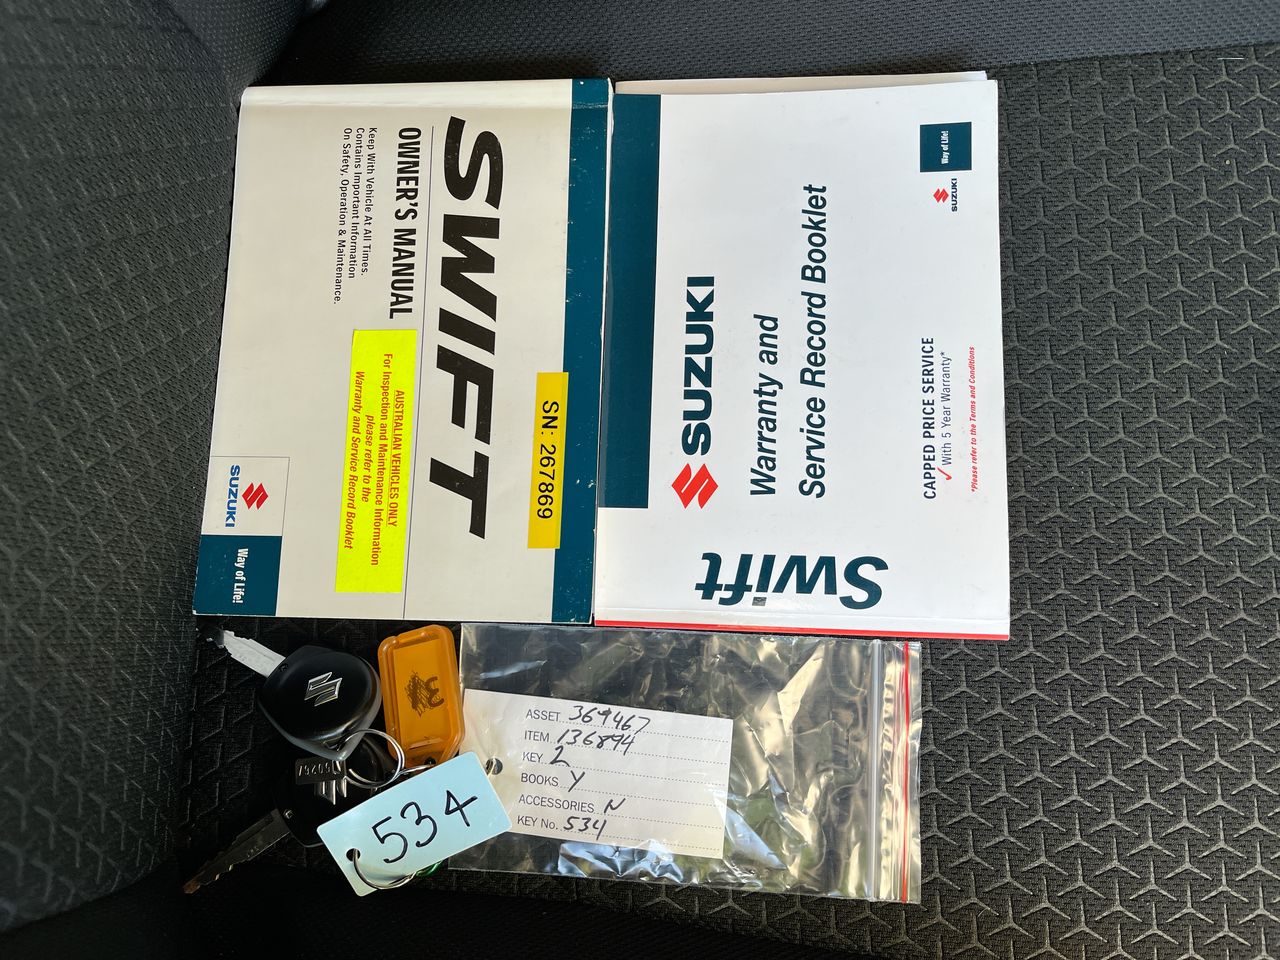 SWIFT
OWNER'S MANUAL
Keep With Vehicle At All Times.
Contains Important Information
On Safety, Operation & Maintenance.
SN: 267869
AUSTRALIAN VEHICLES ONLY
For Inspection and Maintenance Information
please refer to the
Warranty and Service Record Booklet
SUZUKI
Way of Life!
Way of Life!
SUZUKI
SUZUKI
Warranty and
Service Record Booklet
CAPPED PRICE SERVICE
✓ With 5 Year Warranty*
*Please refer to the Terms and Conditions
Swift
ASSET 369467
ITEM 136894
KEY 2
BOOKS Y
ACCESSORIES N
KEY No. 534
534